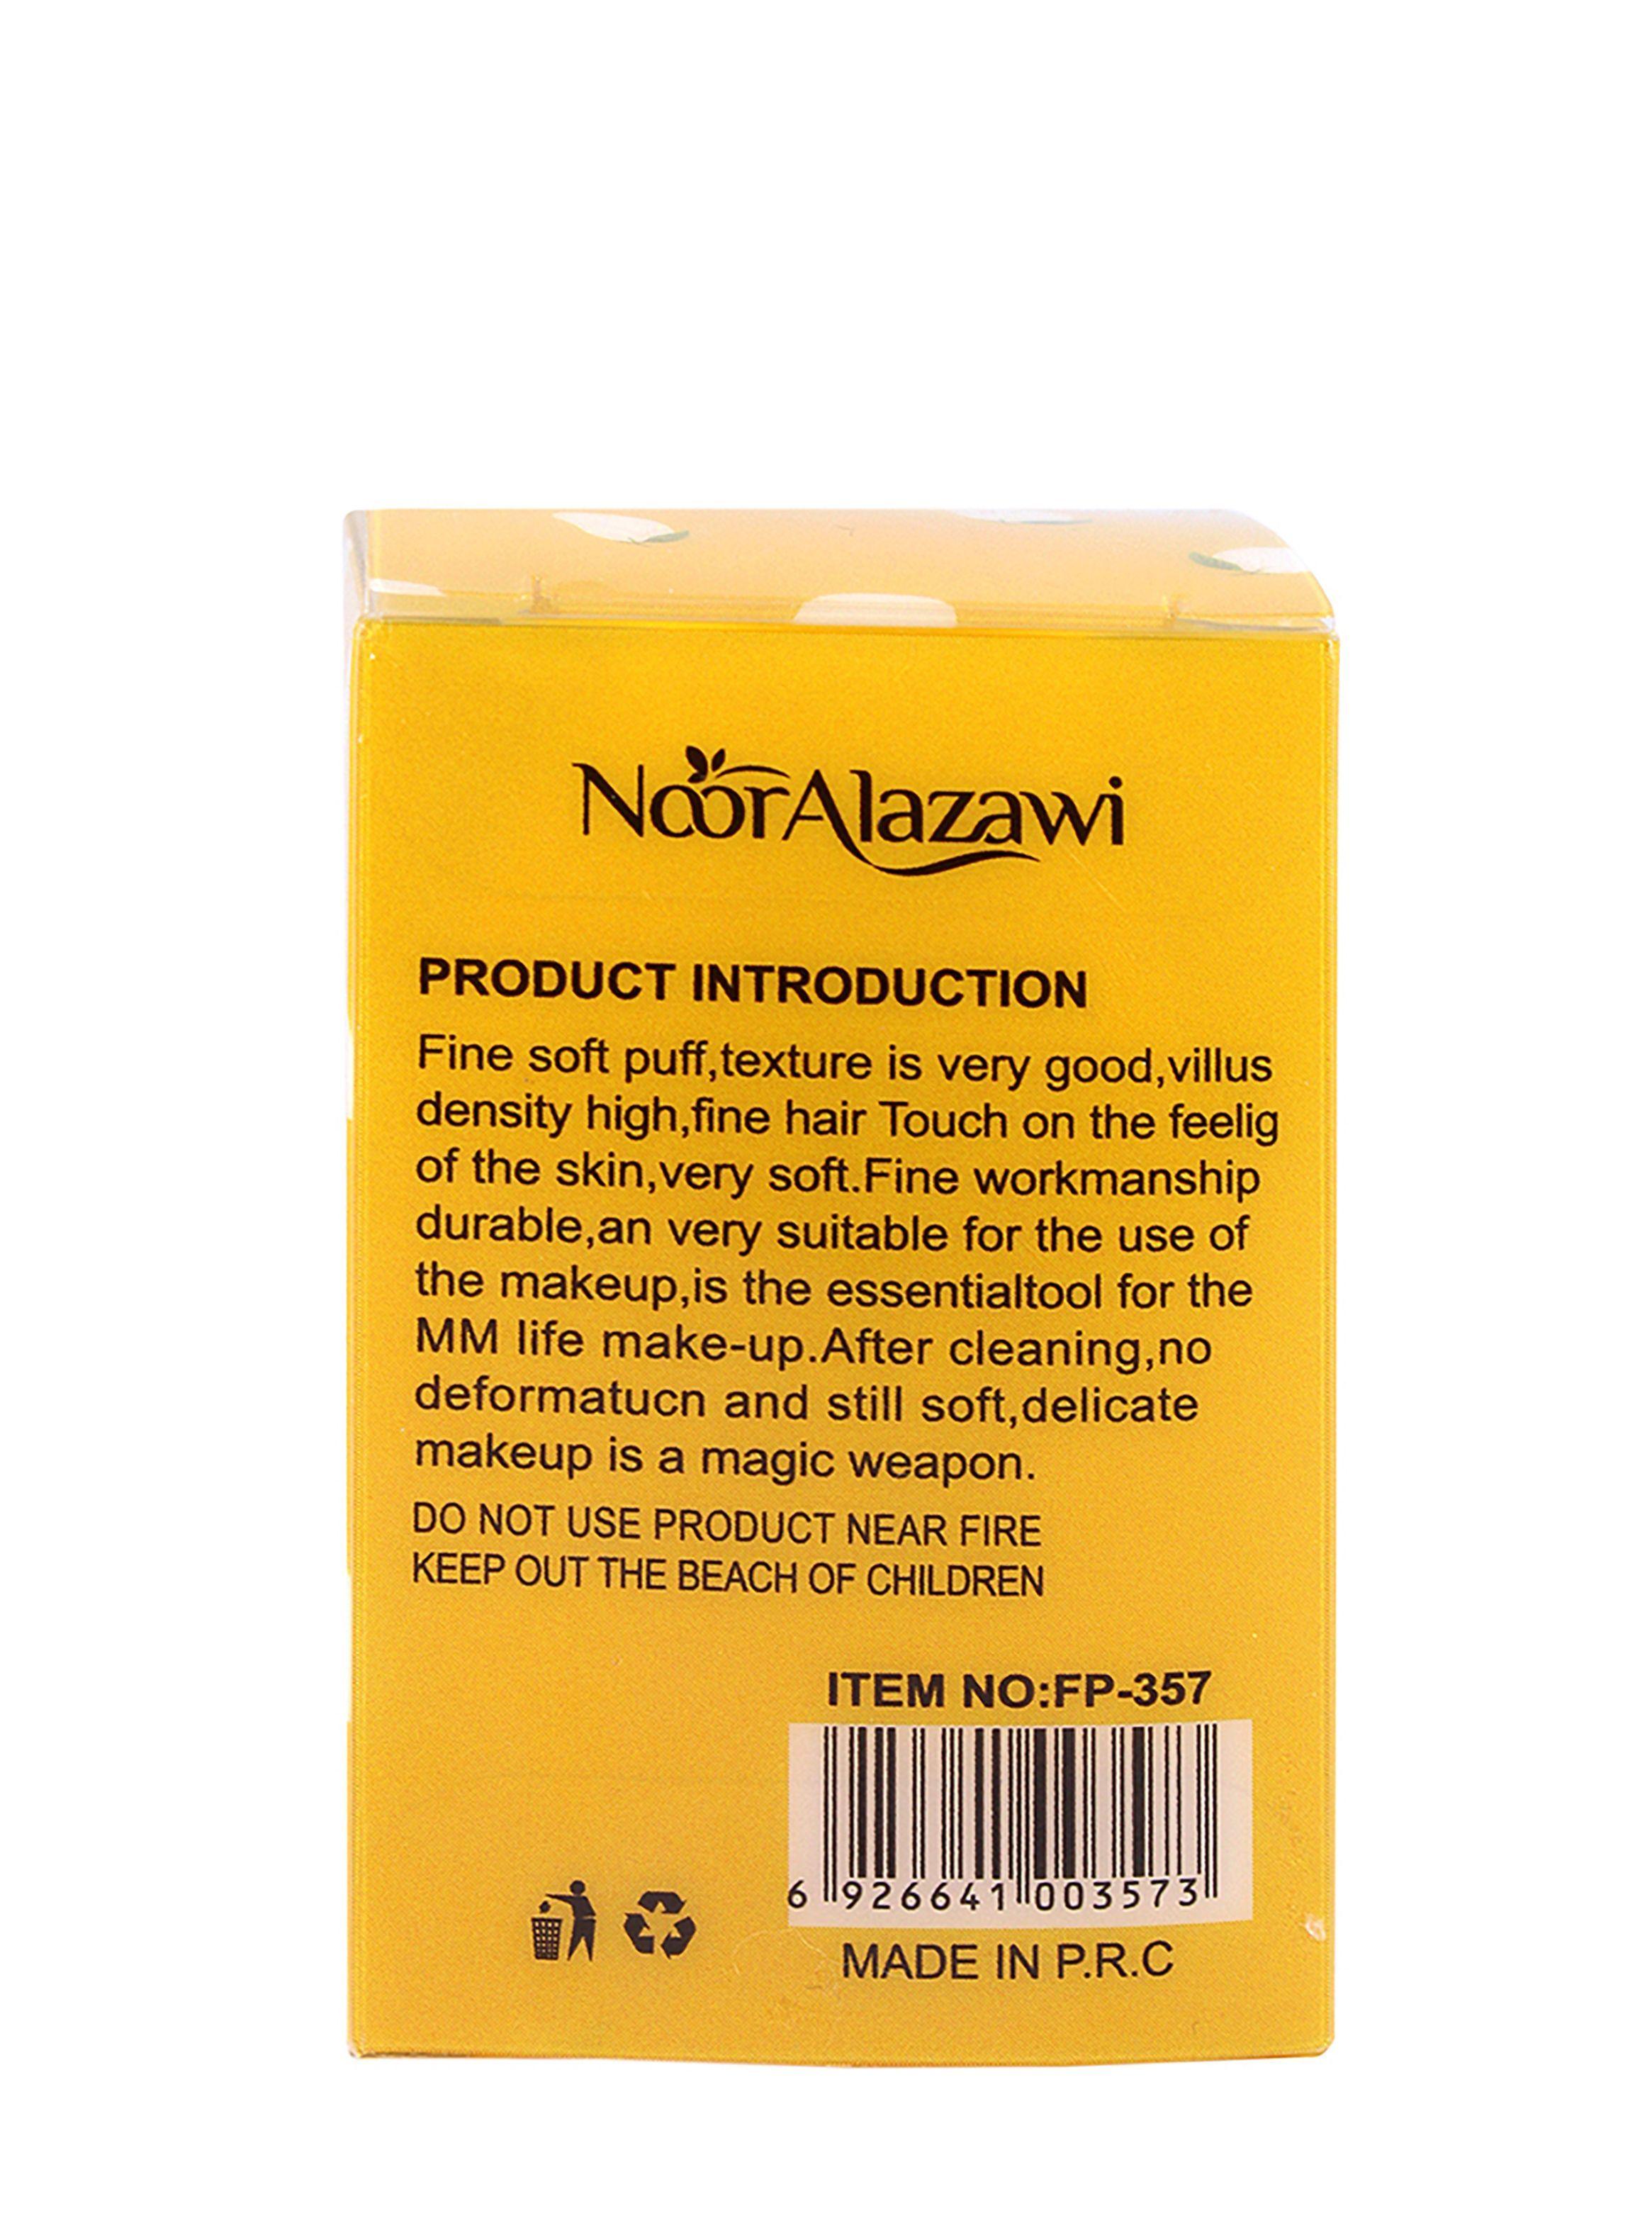 NoorAlazawi
PRODUCT INTRODUCTION
Fine soft puff,texture is very good,villus
density high,fine hair Touch on the feelig
of the skin,very soft.Fine workmanship
durable,an very suitable for the use of
the makeup,is the essentialtool for the
MM life make-up.After cleaning,no
deformatucn and still soft,delicate
makeup is a magic weapon.
DO NOT USE PRODUCT NEAR FIRE
KEEP OUT THE BEACH OF CHILDREN
ITEM NO:FP-357
6 926641 003573
MADE IN P.R.C